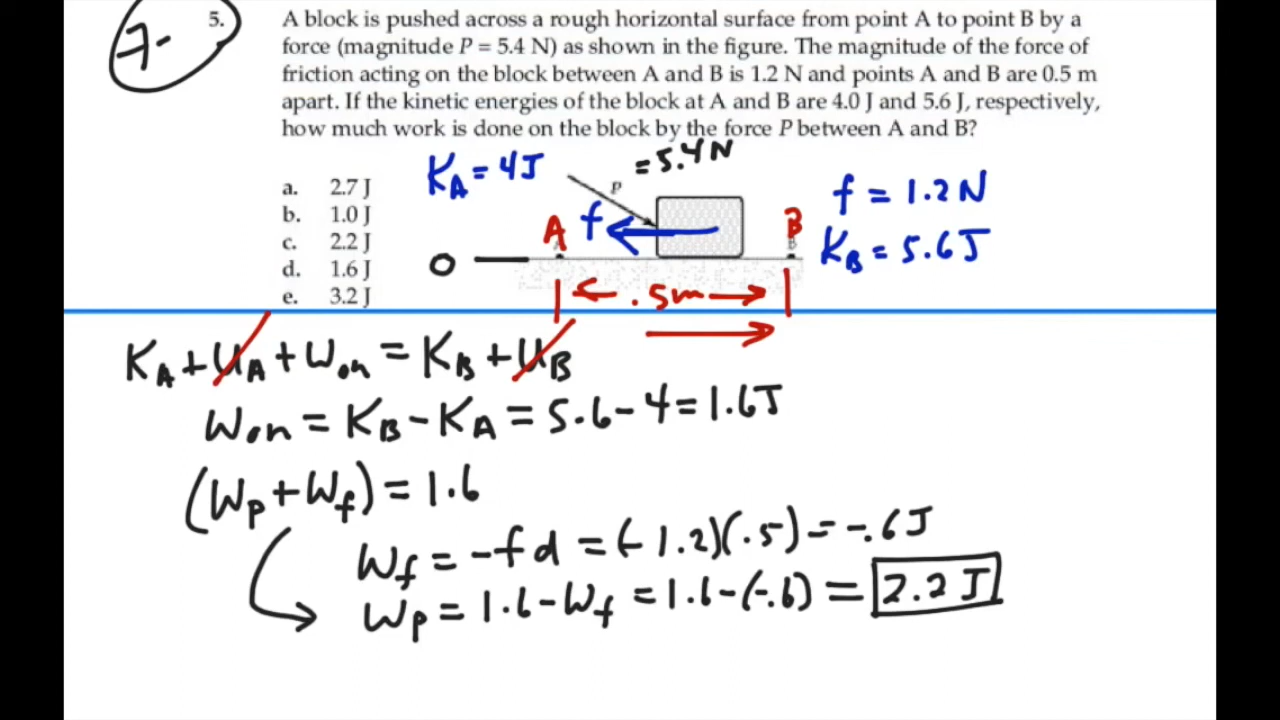 7-
5. A block is pushed across a rough horizontal surface from point A to point B by a
force (magnitude P = 5.4 N) as shown in the figure. The magnitude of the force of
friction acting on the block between A and B is 1.2 N and points A and B are 0.5 m
apart. If the kinetic energies of the block at A and B are 4.0 J and 5.6 J, respectively,
how much work is done on the block by the force P between A and B?
K_A = 4J
P = 5.4 N
f = 1.2 N
a. 2.7 J
b. 1.0 J
c. 2.2 J
d. 1.6 J
e. 3.2 J
A
f
B
B
K_B = 5.6 J
0
.5m
K_A + U_A + W_on = K_B + U_B
W_on = K_B - K_A = 5.6 - 4 = 1.6J
(W_P + W_f) = 1.6
W_f = -fd = (-1.2)(.5) = -.6J
W_P = 1.6 - W_f = 1.6 - (-.6) = 2.2 J